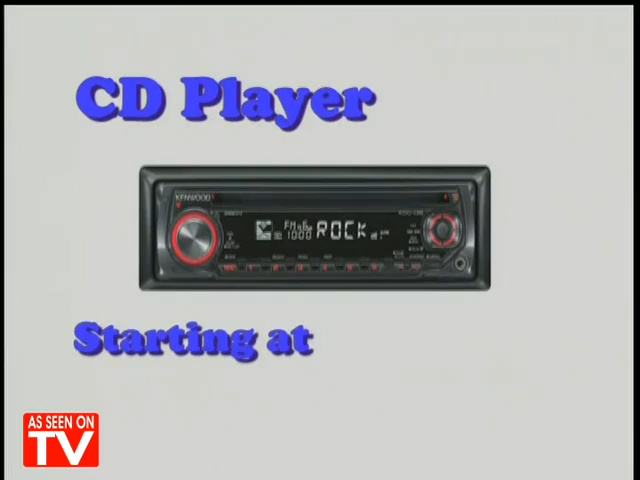 CD Player
KENWOOD
FM
1000 ROCK
Starting at
AS SEEN ON
TV